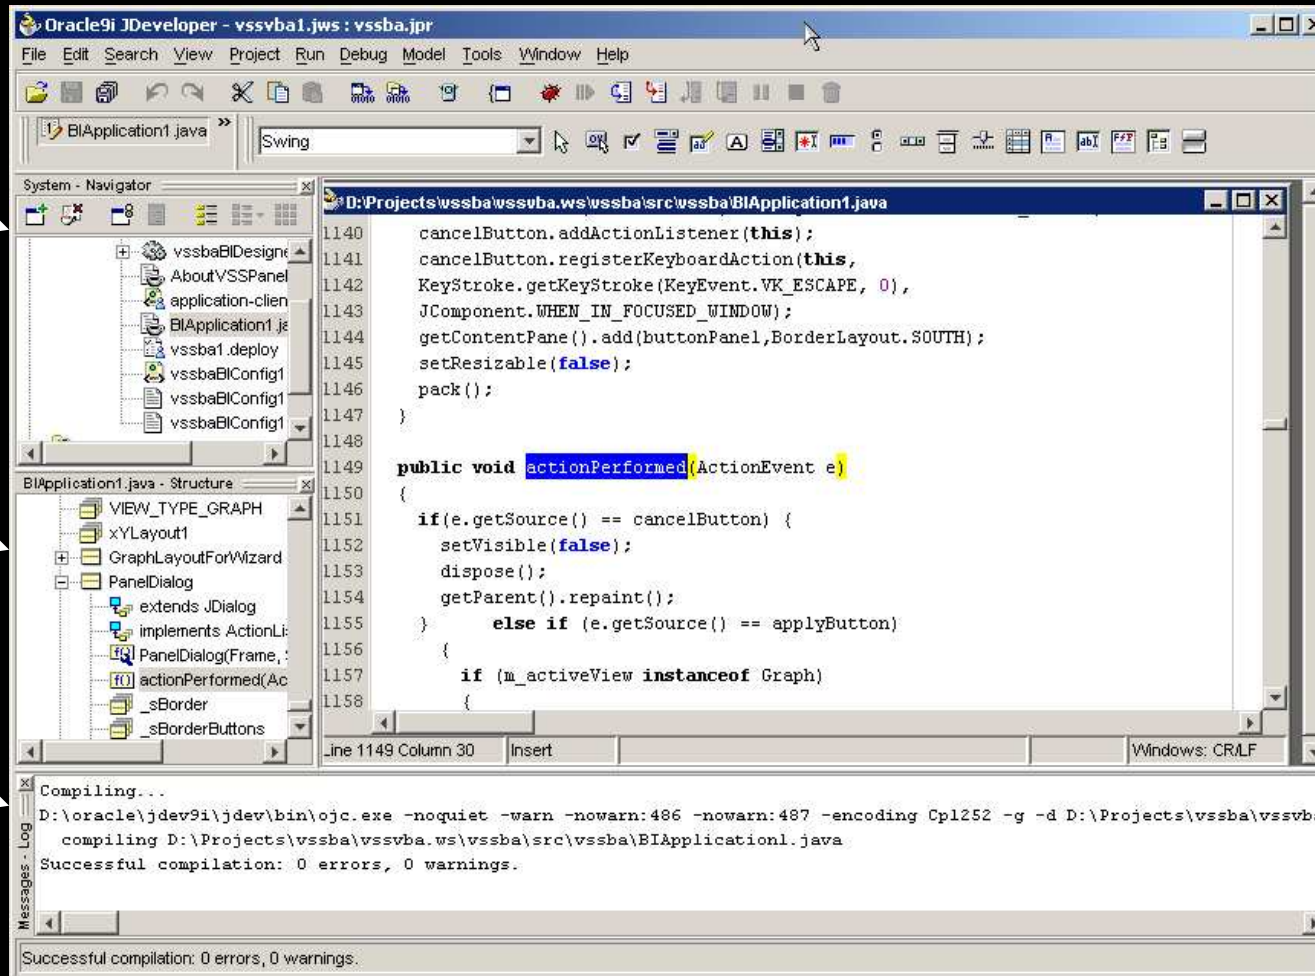 Oracle9i JDeveloper - vssvba1.jws : vssba.jpr
File Edit Search View Project Run Debug Model Tools Window Help
BIApplication1.java »
Swing
System - Navigator
vssbaBIDesigne
AboutVSSPanel
application-clien
BIApplication1.ja
vssba1.deploy
vssbaBIConfig1
vssbaBIConfig1
vssbaBIConfig1
BIApplication1.java - Structure
VIEW_TYPE_GRAPH
xYLayout1
GraphLayoutForWizard
PanelDialog
extends JDialog
implements ActionLi
PanelDialog(Frame,
actionPerformed(Ac
_sBorder
_sBorderButtons
D:\Projects\vssba\vssvba.ws\vssba\src\vssba\BIApplication1.java
1140 cancelButton.addActionListener(this);
1141 cancelButton.registerKeyboardAction(this,
1142 KeyStroke.getKeyStroke(KeyEvent.VK_ESCAPE, 0),
1143 JComponent.WHEN_IN_FOCUSED_WINDOW);
1144 getContentPane().add(buttonPanel,BorderLayout.SOUTH);
1145 setResizable(false);
1146 pack();
1147 }
1148
1149 public void actionPerformed(ActionEvent e)
1150 {
1151 if(e.getSource() == cancelButton) {
1152 setVisible(false);
1153 dispose();
1154 getParent().repaint();
1155 } else if (e.getSource() == applyButton)
1156 {
1157 if (m_activeView instanceof Graph)
1158 {
Line 1149 Column 30 Insert Windows: CR/LF
Messages - Log
Compiling...
D:\oracle\jdev9i\jdev\bin\ojc.exe -noquiet -warn -nowarn:486 -nowarn:487 -encoding Cp1252 -g -d D:\Projects\vssba\vssvb
compiling D:\Projects\vssba\vssvba.ws\vssba\src\vssba\BIApplication1.java
Successful compilation: 0 errors, 0 warnings.
Successful compilation: 0 errors, 0 warnings.